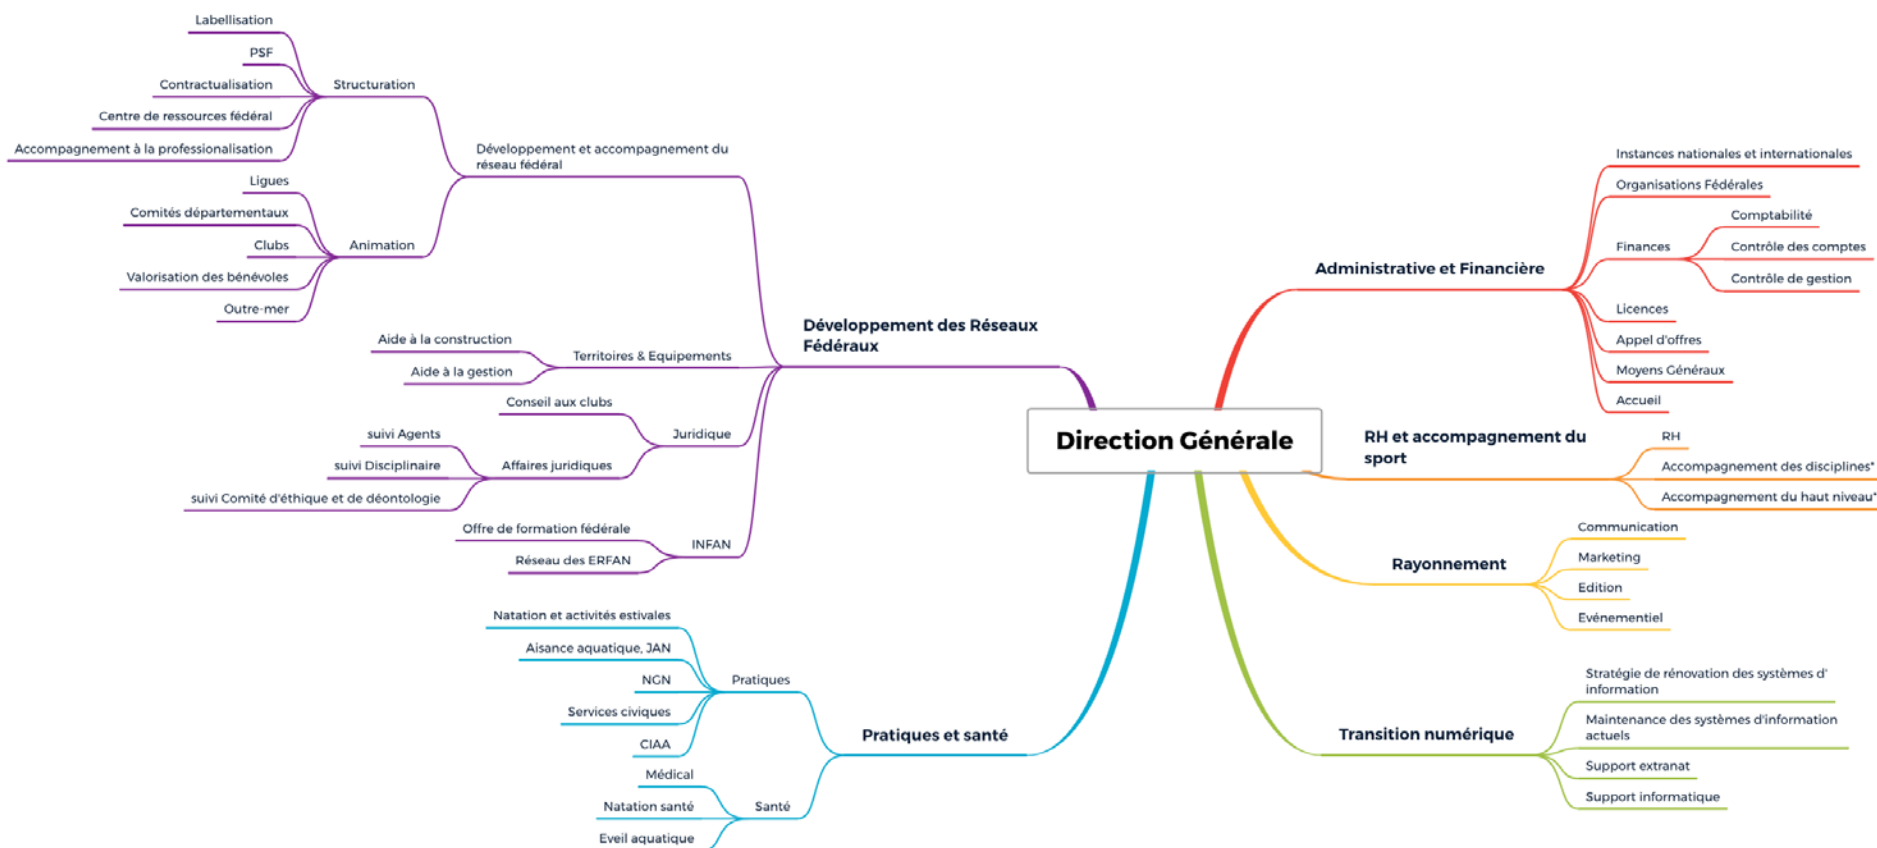 Labellisation
PSF
Contractualisation
Centre de ressources fédéral
Accompagnement à la professionalisation
Structuration
Ligues
Comités départementaux
Clubs
Valorisation des bénévoles
Outre-mer
Animation
Développement et accompagnement du
réseau fédéral
Aide à la construction
Aide à la gestion
Territoires & Equipements
Conseil aux clubs
suivi Agents
suivi Disciplinaire
suivi Comité d'éthique et de déontologie
Affaires juridiques
Juridique
Offre de formation fédérale
Réseau des ERFAN
INFAN
Développement des Réseaux
Fédéraux
Natation et activités estivales
Aisance aquatique, JAN
NGN
Services civiques
CIAA
Pratiques
Médical
Natation santé
Eveil aquatique
Santé
Pratiques et santé
Direction Générale
Administrative et Financière
Instances nationales et internationales
Organisations Fédérales
Finances
Comptabilité
Contrôle des comptes
Contrôle de gestion
Licences
Appel d'offres
Moyens Généraux
Accueil
RH et accompagnement du
sport
RH
Accompagnement des disciplines*
Accompagnement du haut niveau*
Rayonnement
Communication
Marketing
Edition
Evénementiel
Transition numérique
Stratégie de rénovation des systèmes d'
information
Maintenance des systèmes d'information
actuels
Support extranat
Support informatique